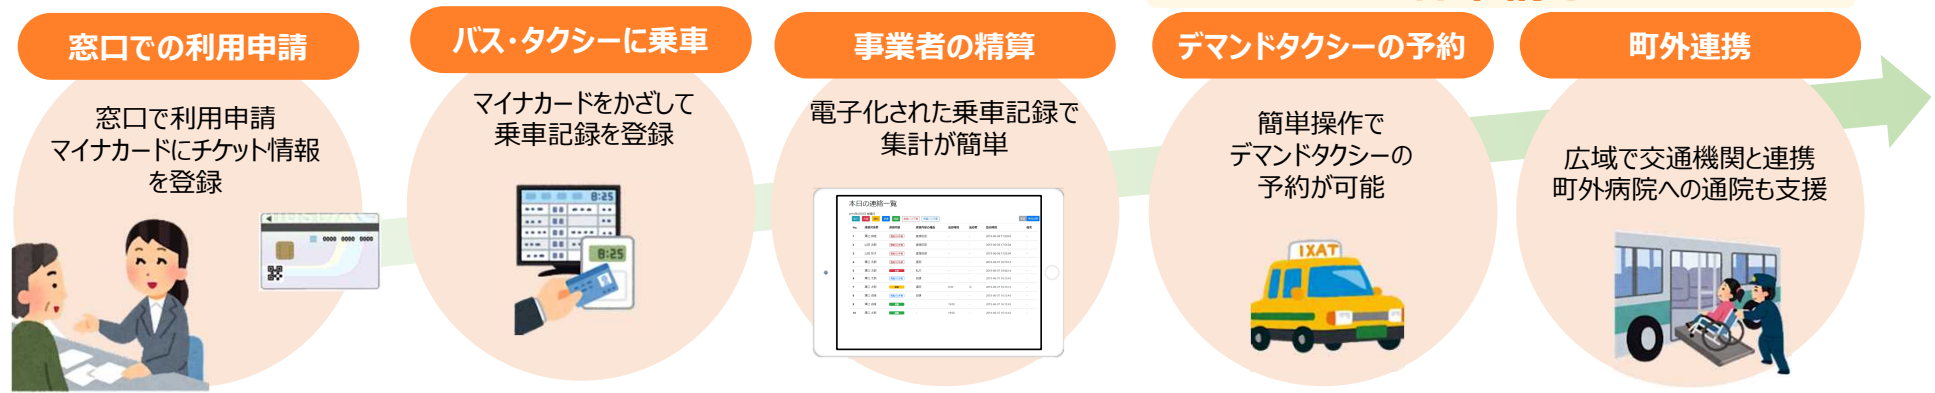 窓口での利用申請
窓口で利用申請
マイナカードにチケット情報
を登録
0000 0000 0000
バス・タクシーに乗車
マイナカードをかざして
乗車記録を登録
8:25
8:25
事業者の精算
電子化された乗車記録で
集計が簡単
本日の連絡一覧
デマンドタクシーの予約
簡単操作で
デマンドタクシーの
予約が可能
IXAT
町外連携
広域で交通機関と連携
町外病院への通院も支援